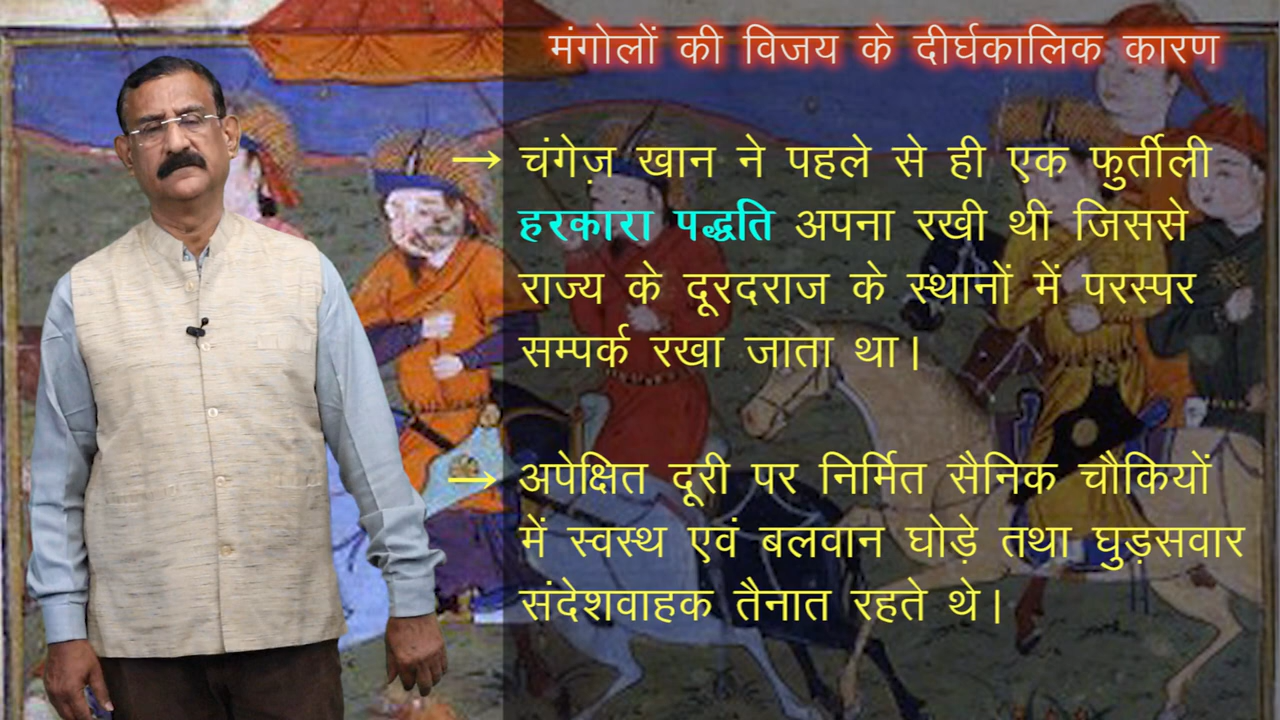 मंगोलों की विजय के दीर्घकालिक कारण
→ चंगेज़ खान ने पहले से ही एक फुर्तीली
हरकारा पद्धति अपना रखी थी जिससे
राज्य के दूरदराज के स्थानों में परस्पर
सम्पर्क रखा जाता था।
→ अपेक्षित दूरी पर निर्मित सैनिक चौकियों
में स्वस्थ एवं बलवान घोड़े तथा घुड़सवार
संदेशवाहक तैनात रहते थे।